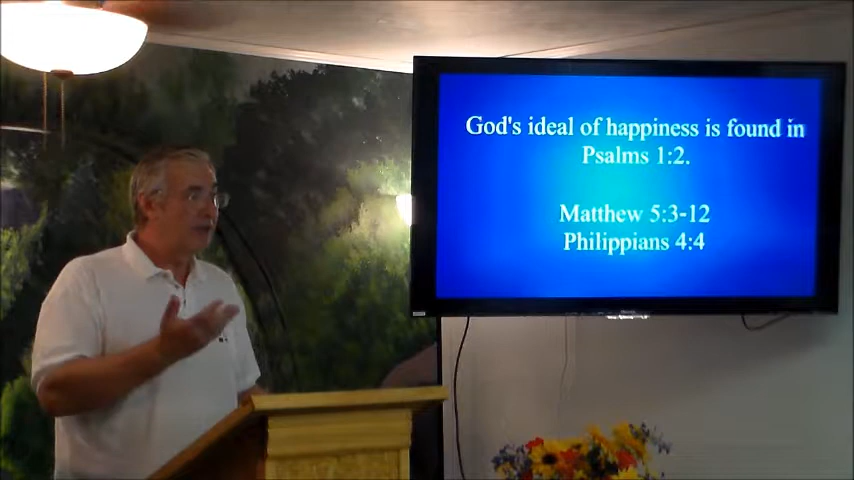 God's ideal of happiness is found in
Psalms 1:2.
Matthew 5:3-12
Philippians 4:4